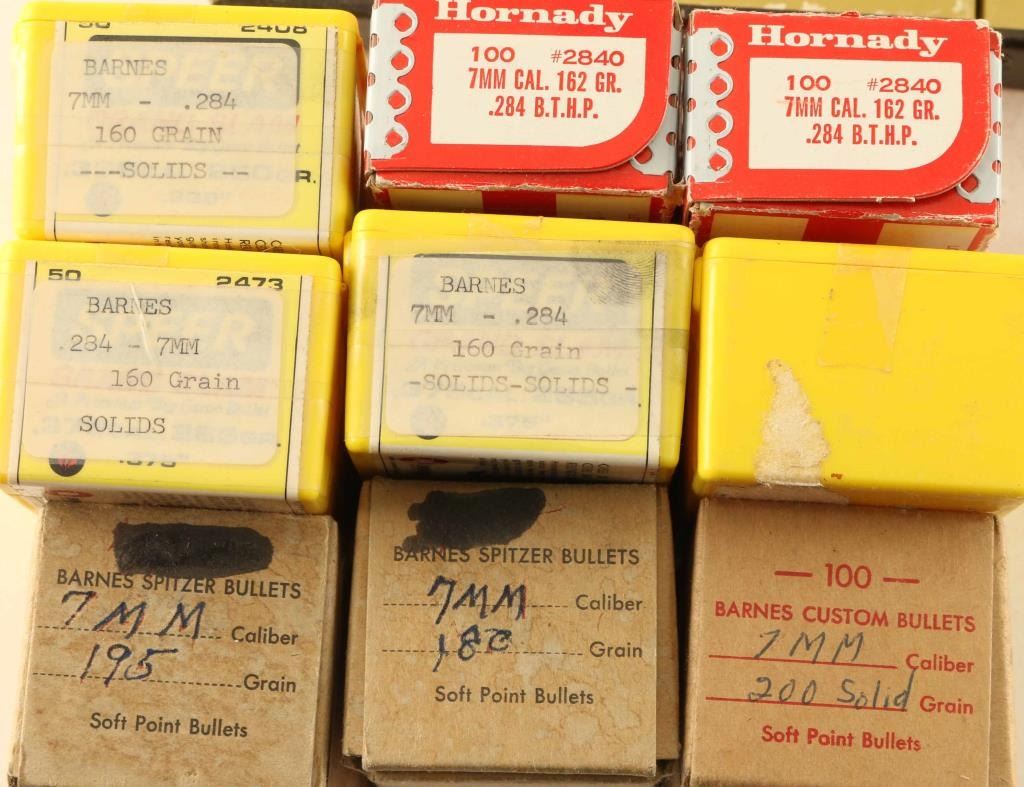 50 2408
BARNES
7MM - .284
160 GRAIN
---SOLIDS --
R.
Hornady
100 #2840
7MM CAL. 162 GR.
.284 B.T.H.P.
Hornady
100 #2840
7MM CAL. 162 GR.
.284 B.T.H.P.
50 2473
BARNES
.284 - 7MM
160 Grain
SOLIDS
BARNES
7MM - .284
160 Grain
-SOLIDS-SOLIDS -
BARNES SPITZER BULLETS
7MM Caliber
195 Grain
Soft Point Bullets
BARNES SPITZER BULLETS
7MM Caliber
180 Grain
Soft Point Bullets
— 100 —
BARNES CUSTOM BULLETS
7MM Caliber
200 Solid Grain
Soft Point Bullets